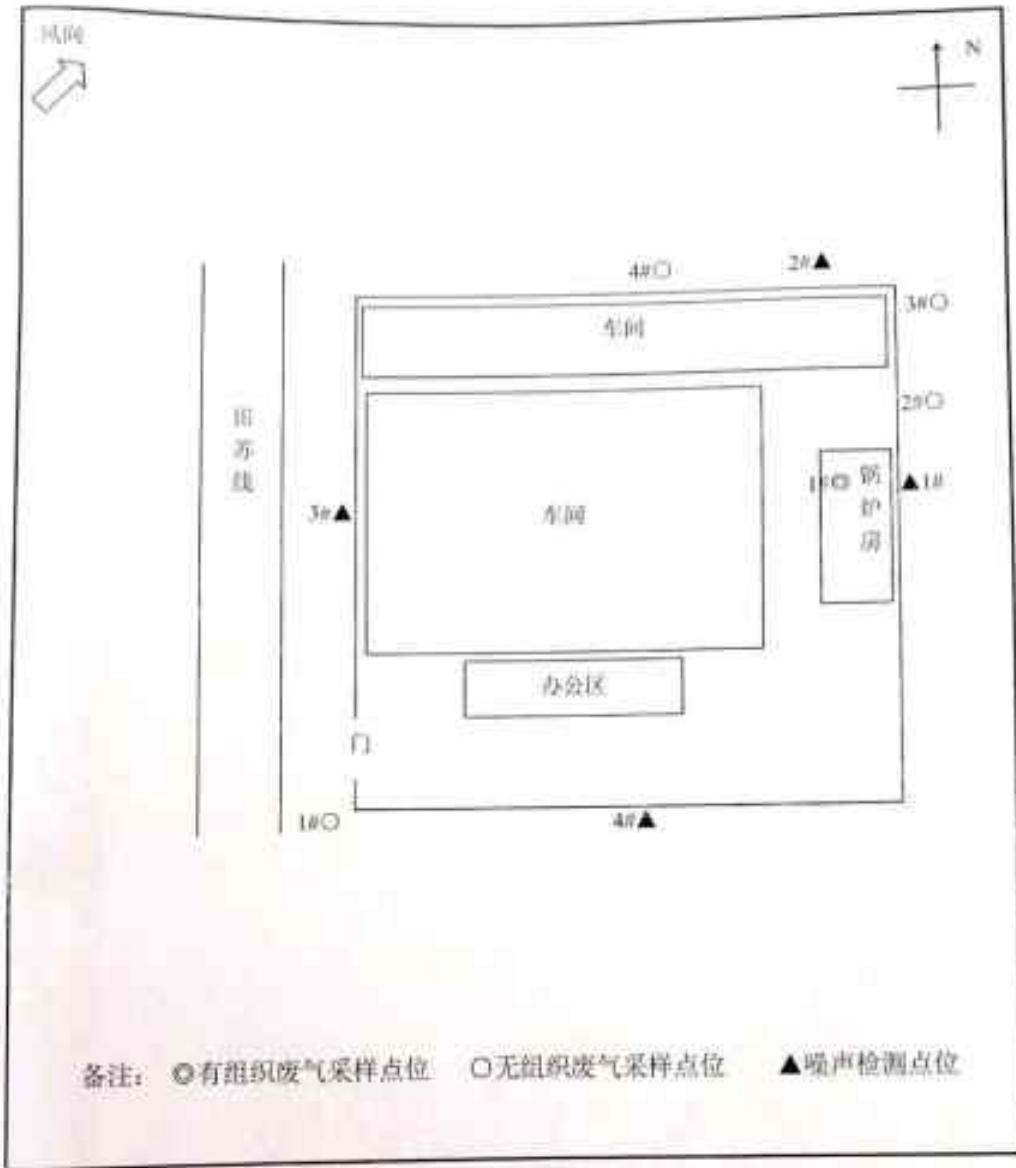 风向
N
4#○
2#▲
3#○
车间
2#○
田苏线
1#◎
锅炉房
▲1#
3#▲
车间
办公区
门
1#○
4#▲
备注： ◎有组织废气采样点位 ○无组织废气采样点位 ▲噪声检测点位